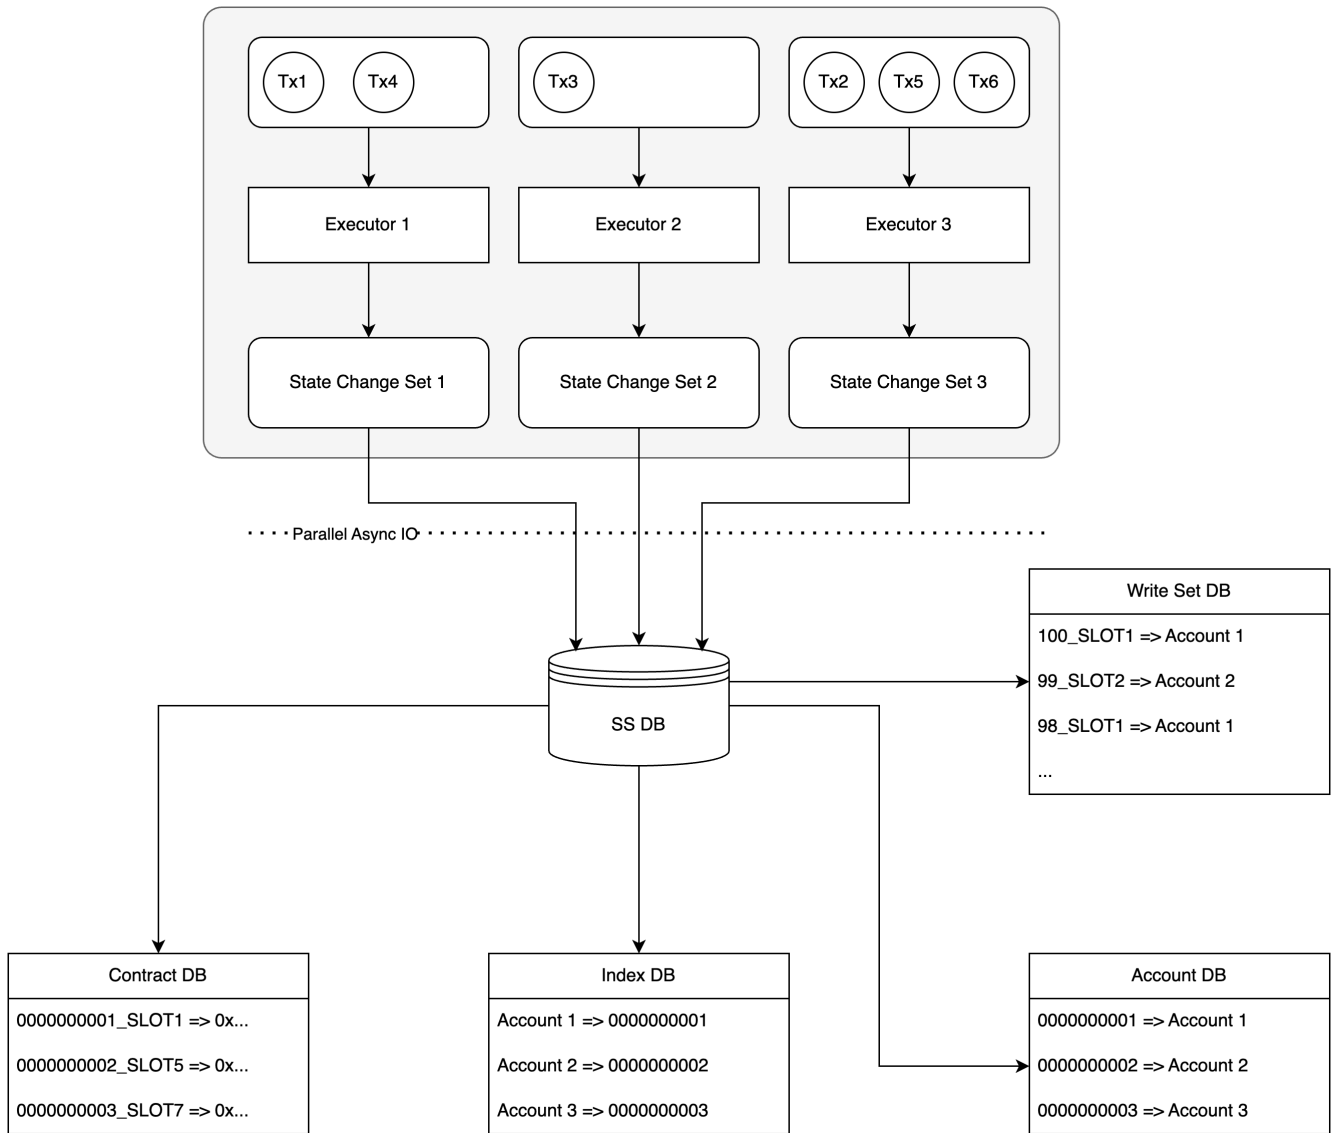 Tx1
Tx4
Tx3
Tx2
Tx5
Tx6
Executor 1
Executor 2
Executor 3
State Change Set 1
State Change Set 2
State Change Set 3
Parallel Async IO
Write Set DB
100_SLOT1 => Account 1
99_SLOT2 => Account 2
98_SLOT1 => Account 1
...
SS DB
Contract DB
0000000001_SLOT1 => 0x...
0000000002_SLOT5 => 0x...
0000000003_SLOT7 => 0x...
Index DB
Account 1 => 0000000001
Account 2 => 0000000002
Account 3 => 0000000003
Account DB
0000000001 => Account 1
0000000002 => Account 2
0000000003 => Account 3